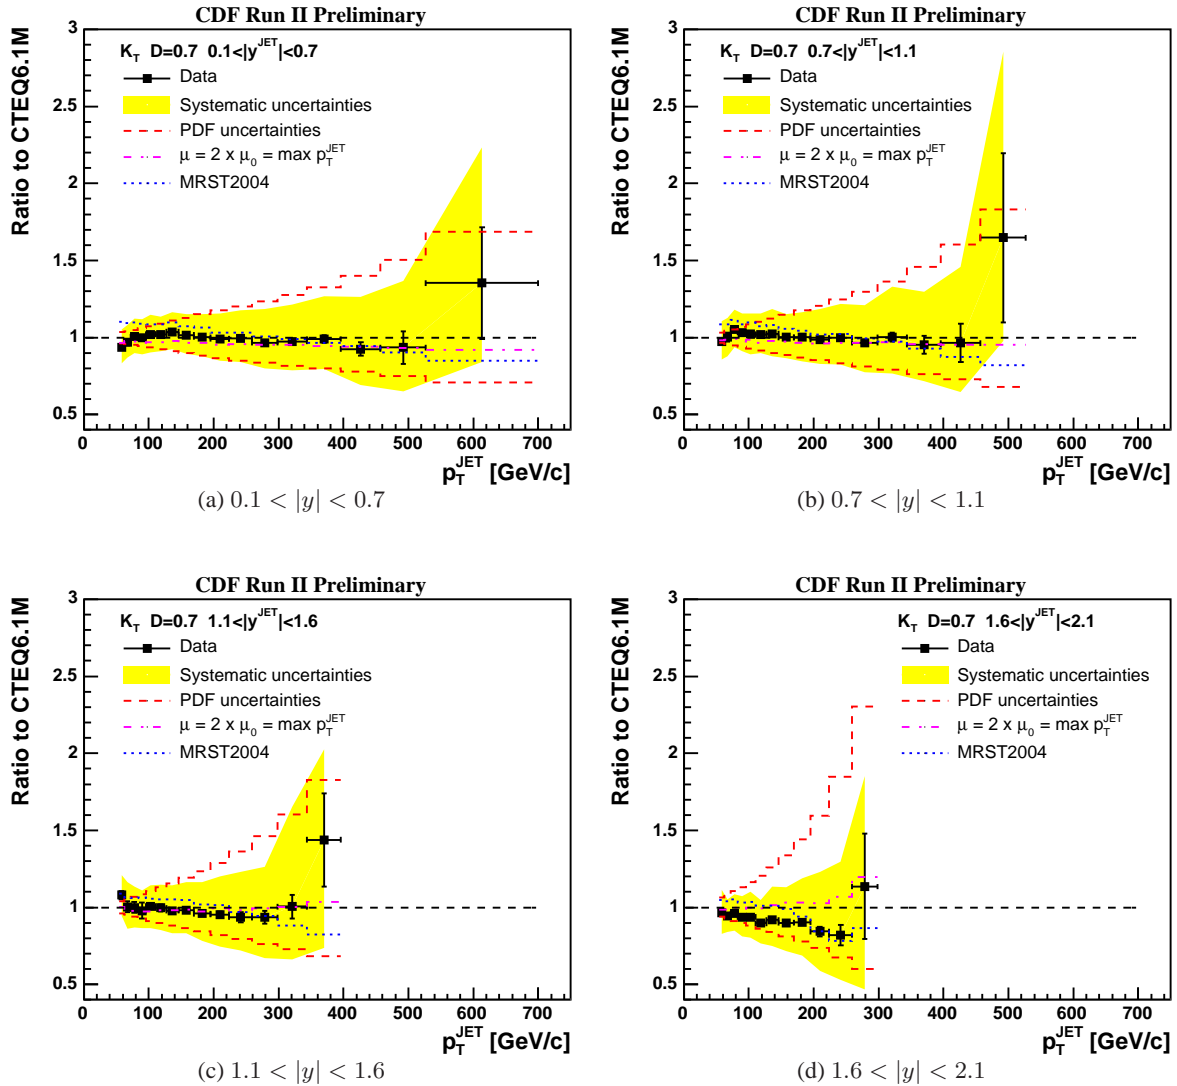 CDF Run II Preliminary
Ratio to CTEQ6.1M
K_T D=0.7 0.1<|y^JET|<0.7
Data
Systematic uncertainties
PDF uncertainties
μ = 2 x μ_0 = max p_T^JET
MRST2004
3
2.5
2
1.5
1
0.5
0 100 200 300 400 500 600 700
p_T^JET [GeV/c]
(a) 0.1 < |y| < 0.7
CDF Run II Preliminary
Ratio to CTEQ6.1M
K_T D=0.7 0.7<|y^JET|<1.1
Data
Systematic uncertainties
PDF uncertainties
μ = 2 x μ_0 = max p_T^JET
MRST2004
3
2.5
2
1.5
1
0.5
0 100 200 300 400 500 600 700
p_T^JET [GeV/c]
(b) 0.7 < |y| < 1.1
CDF Run II Preliminary
Ratio to CTEQ6.1M
K_T D=0.7 1.1<|y^JET|<1.6
Data
Systematic uncertainties
PDF uncertainties
μ = 2 x μ_0 = max p_T^JET
MRST2004
3
2.5
2
1.5
1
0.5
0 100 200 300 400 500 600 700
p_T^JET [GeV/c]
(c) 1.1 < |y| < 1.6
CDF Run II Preliminary
Ratio to CTEQ6.1M
K_T D=0.7 1.6<|y^JET|<2.1
Data
Systematic uncertainties
PDF uncertainties
μ = 2 x μ_0 = max p_T^JET
MRST2004
3
2.5
2
1.5
1
0.5
0 100 200 300 400 500 600 700
p_T^JET [GeV/c]
(d) 1.6 < |y| < 2.1